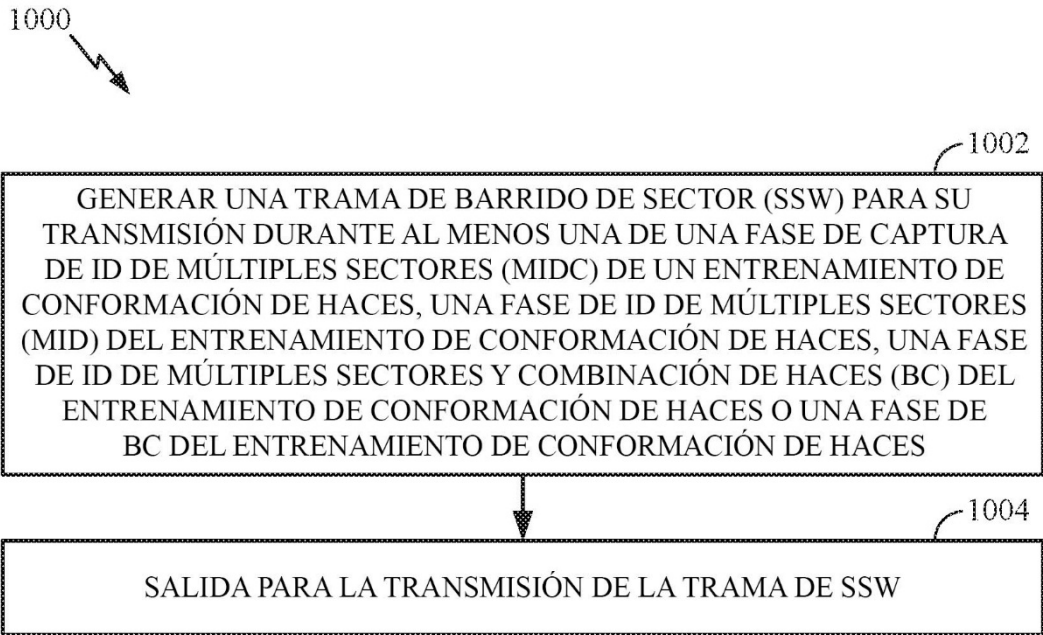 1000
1002
GENERAR UNA TRAMA DE BARRIDO DE SECTOR (SSW) PARA SU
TRANSMISIÓN DURANTE AL MENOS UNA DE UNA FASE DE CAPTURA
DE ID DE MÚLTIPLES SECTORES (MIDC) DE UN ENTRENAMIENTO DE
CONFORMACIÓN DE HACES, UNA FASE DE ID DE MÚLTIPLES SECTORES
(MID) DEL ENTRENAMIENTO DE CONFORMACIÓN DE HACES, UNA FASE
DE ID DE MÚLTIPLES SECTORES Y COMBINACIÓN DE HACES (BC) DEL
ENTRENAMIENTO DE CONFORMACIÓN DE HACES O UNA FASE DE
BC DEL ENTRENAMIENTO DE CONFORMACIÓN DE HACES
1004
SALIDA PARA LA TRANSMISIÓN DE LA TRAMA DE SSW